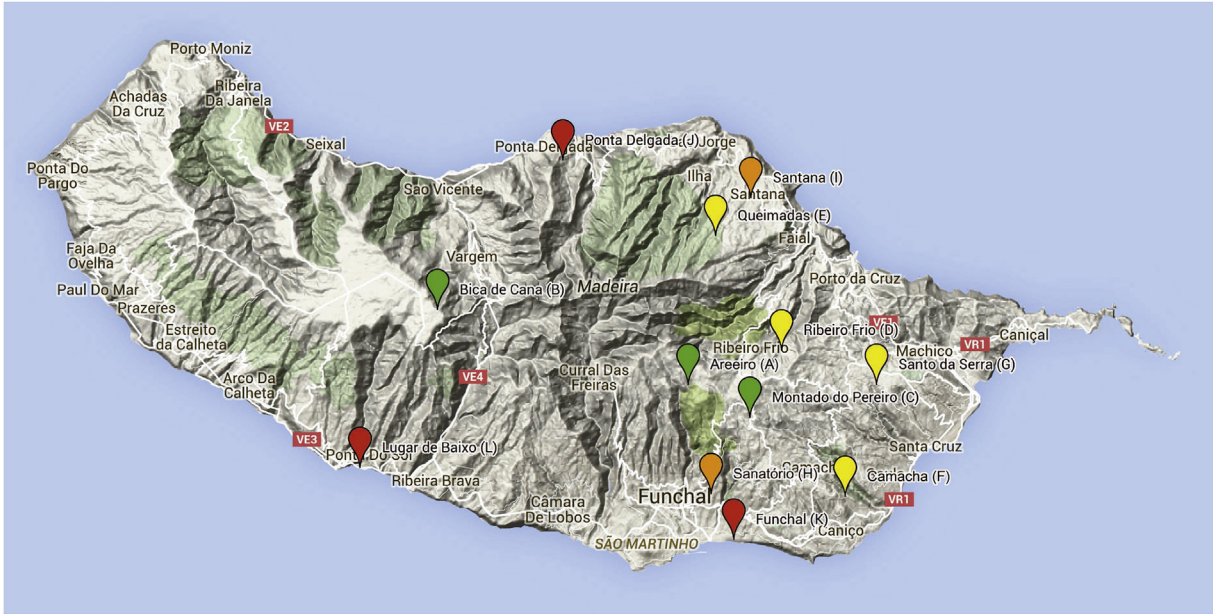 Porto Moniz
Ribeira
Da Janela
Achadas
Da Cruz
VE2
Seixal
Ponta Delgada
Ponta Delgada (J)
Jorge
Ponta Do
Pargo
Sao Vicente
Ilha
Santana (I)
Santana
Queimadas (E)
Faial
Faja Da
Ovelha
Vargem
Paul Do Mar
Bica de Cana (B)
Madeira
Porto da Cruz
Prazeres
Estreito
da Calheta
Ribeiro Frio (D)
VE1
Caniçal
VR1
Ribeiro Frio
Machico
Areeiro (A)
Santo da Serra (G)
Arco Da
Calheta
VE4
Curral Das
Freiras
Montado do Pereiro (C)
VE3
Lugar de Baixo (L)
Ponta Do Sol
Santa Cruz
Ribeira Brava
Sanatório (H)
Camacha
Camacha (F)
Funchal
VR1
Câmara
De Lobos
Funchal (K)
Caniço
SÃO MARTINHO